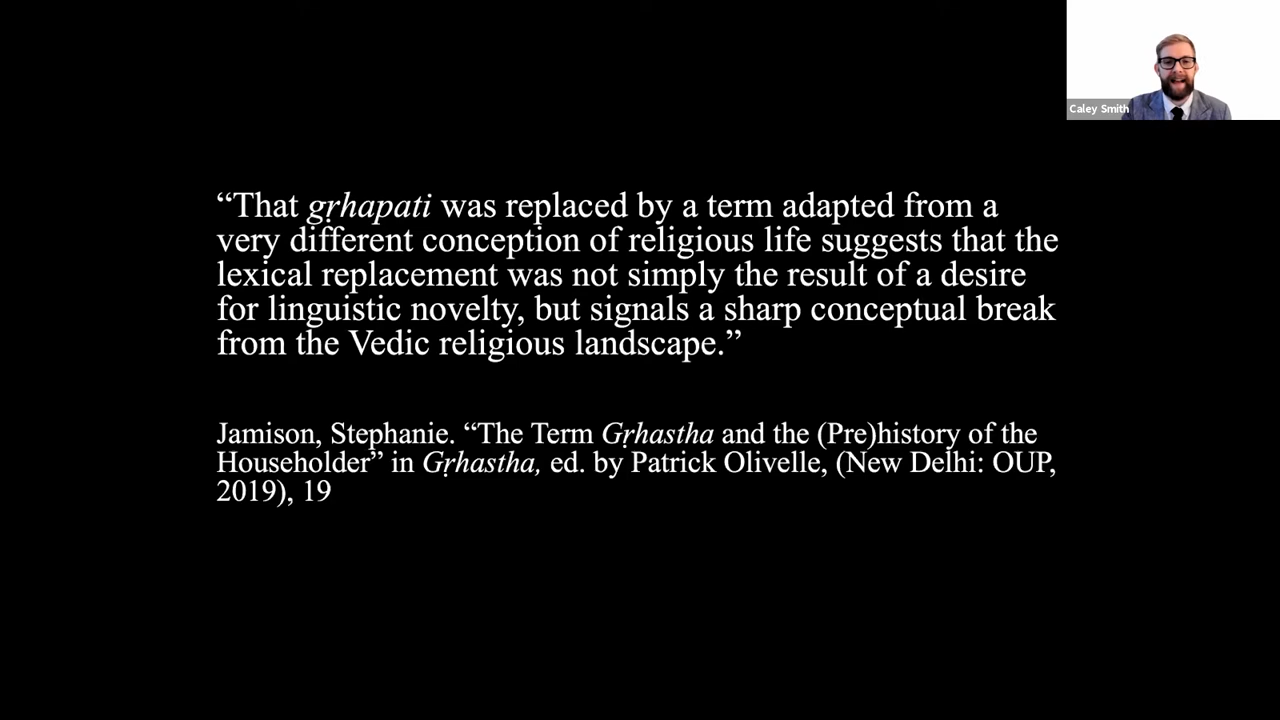 Caley Smith
“That gṛhapati was replaced by a term adapted from a
very different conception of religious life suggests that the
lexical replacement was not simply the result of a desire
for linguistic novelty, but signals a sharp conceptual break
from the Vedic religious landscape.”
Jamison, Stephanie. “The Term Gṛhastha and the (Pre)history of the
Householder” in Gṛhastha, ed. by Patrick Olivelle, (New Delhi: OUP,
2019), 19